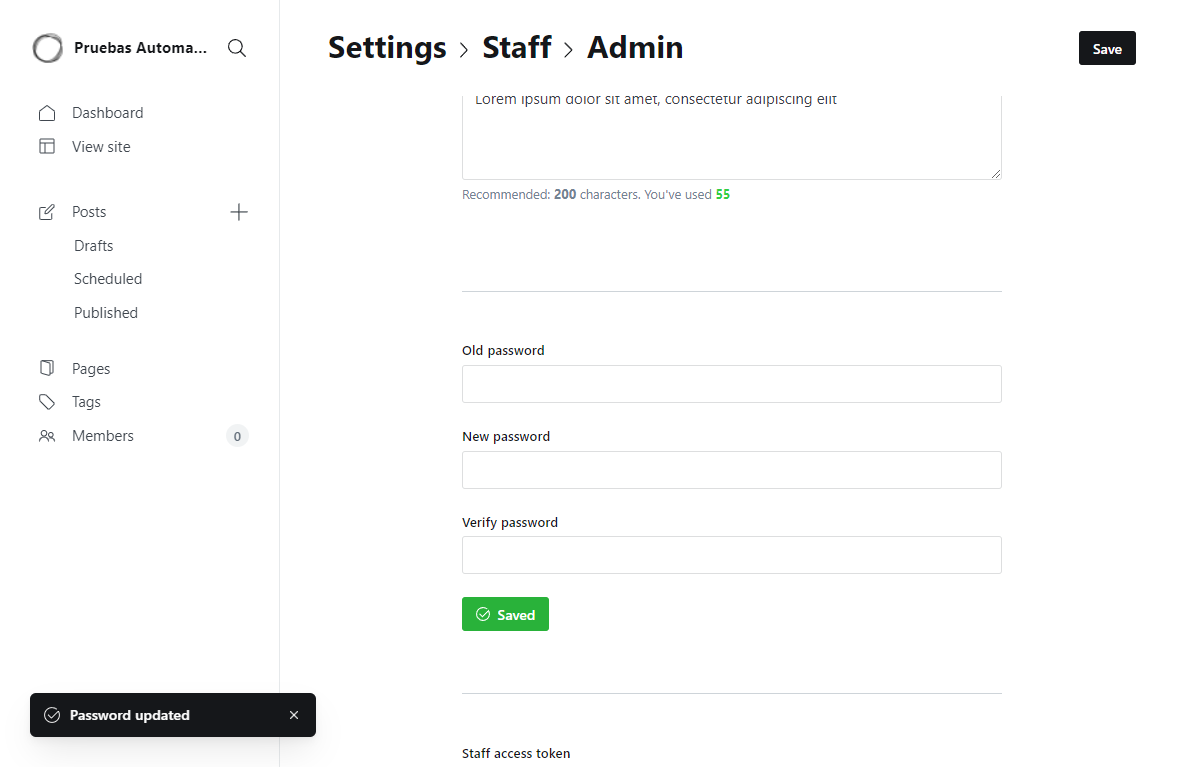 Pruebas Automa...
Settings > Staff > Admin
Save
Dashboard
View site
Posts
Drafts
Scheduled
Published
Pages
Tags
Members
0
Lorem ipsum dolor sit amet, consectetur adipiscing elit
Recommended: 200 characters. You've used 55
Old password
New password
Verify password
Saved
Password updated
Staff access token